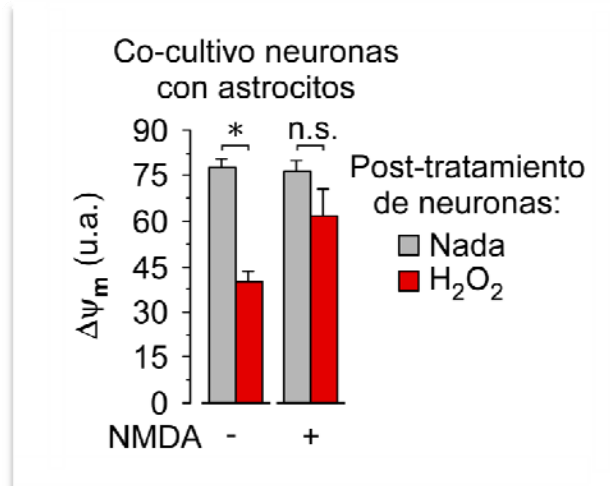 Co-cultivo neuronas
con astrocitos
90
75
60
45
30
15
0
Δψm (u.a.)
* n.s.
NMDA - +
Post-tratamiento
de neuronas:
Nada
H₂O₂